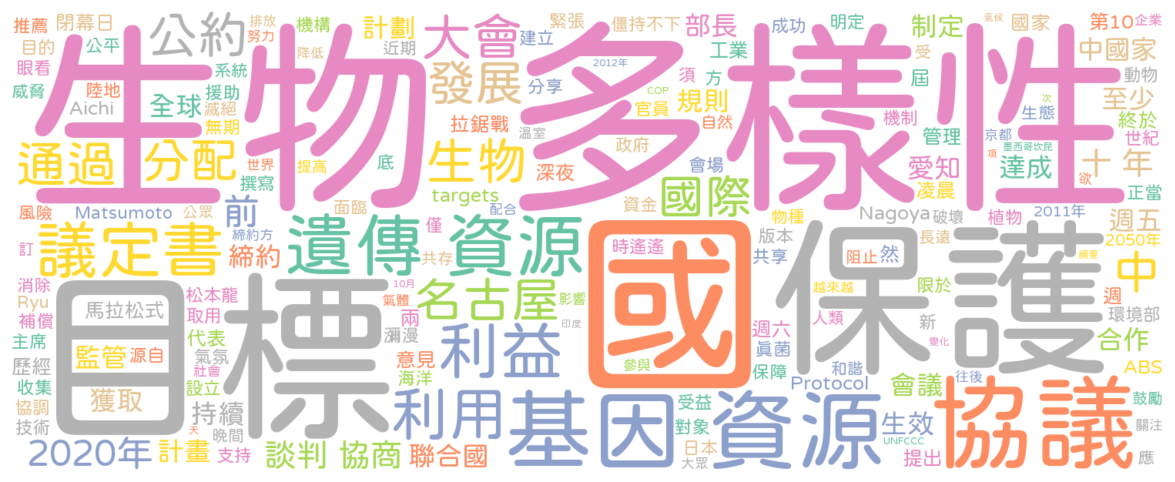 生物多樣性
目標
國
保護
協議
基因
資源
遺傳
資源
利用
利益
議定書
公約
大會
發展
生物
分配
通過
名古屋
國際
中
前
2020年
十年
談判
協商
聯合國
計畫
持續
獲取
監管
締約
全球
計劃
部長
制定
規則
中國家
至少
達成
愛知
週五
合作
會議
生效
推薦
閉幕日
目的
公平
眼看
威脅
陸地
Aichi
系統
援助
滅絕
無期
排放
努力
機構
近期
降低
緊張
僵持不下
建立
分享
工業
成功
明定
方
須
官員
自然
COP
2012年
受
屆
氣候
國家
第10
企業
動物
生態
次
終於
世紀
京都
墨西哥坎昆
項
欲
正當
機制
管理
凌晨
拉鋸戰
溫室
深夜
政府
會場
世界
提高
撰寫
底
targets
配合
資金
物種
Nagoya
破壞
植物
2011年
2050年
長遠
風險
Matsumoto
公眾
面臨
締約方
共存
僅
訂
消除
Ryu
補償
主席
馬拉松式
松本龍
取用
源自
代表
氣氛
社會
歷經
收集
設立
協調
技術
晚間
天
支持
10月
氣體
兩
瀰漫
意見
海洋
影響
印度
時遙遙
版本
共享
阻止
然
限於
越來越
人類
新
週
環境部
週六
真菌
參與
保障
和諧
往後
變化
Protocol
ABS
鼓勵
關注
應
受益
對象
日本
大眾
UNFCCC
提出